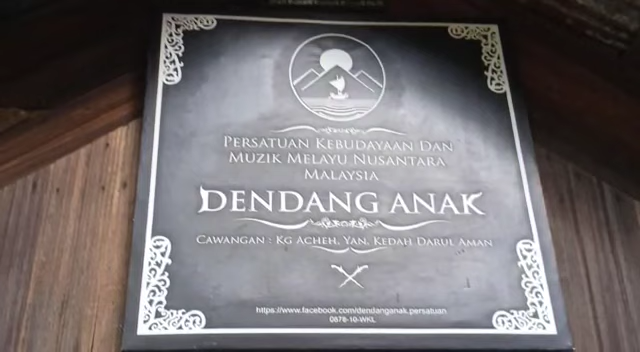 PERSATUAN KEBUDAYAAN DAN
MUZIK MELAYU NUSANTARA
MALAYSIA
DENDANG ANAK
CAWANGAN : KG ACHEH, YAN, KEDAH DARUL AMAN
https://www.facebook.com/dendanganak.persatuan
0878-10-WKL